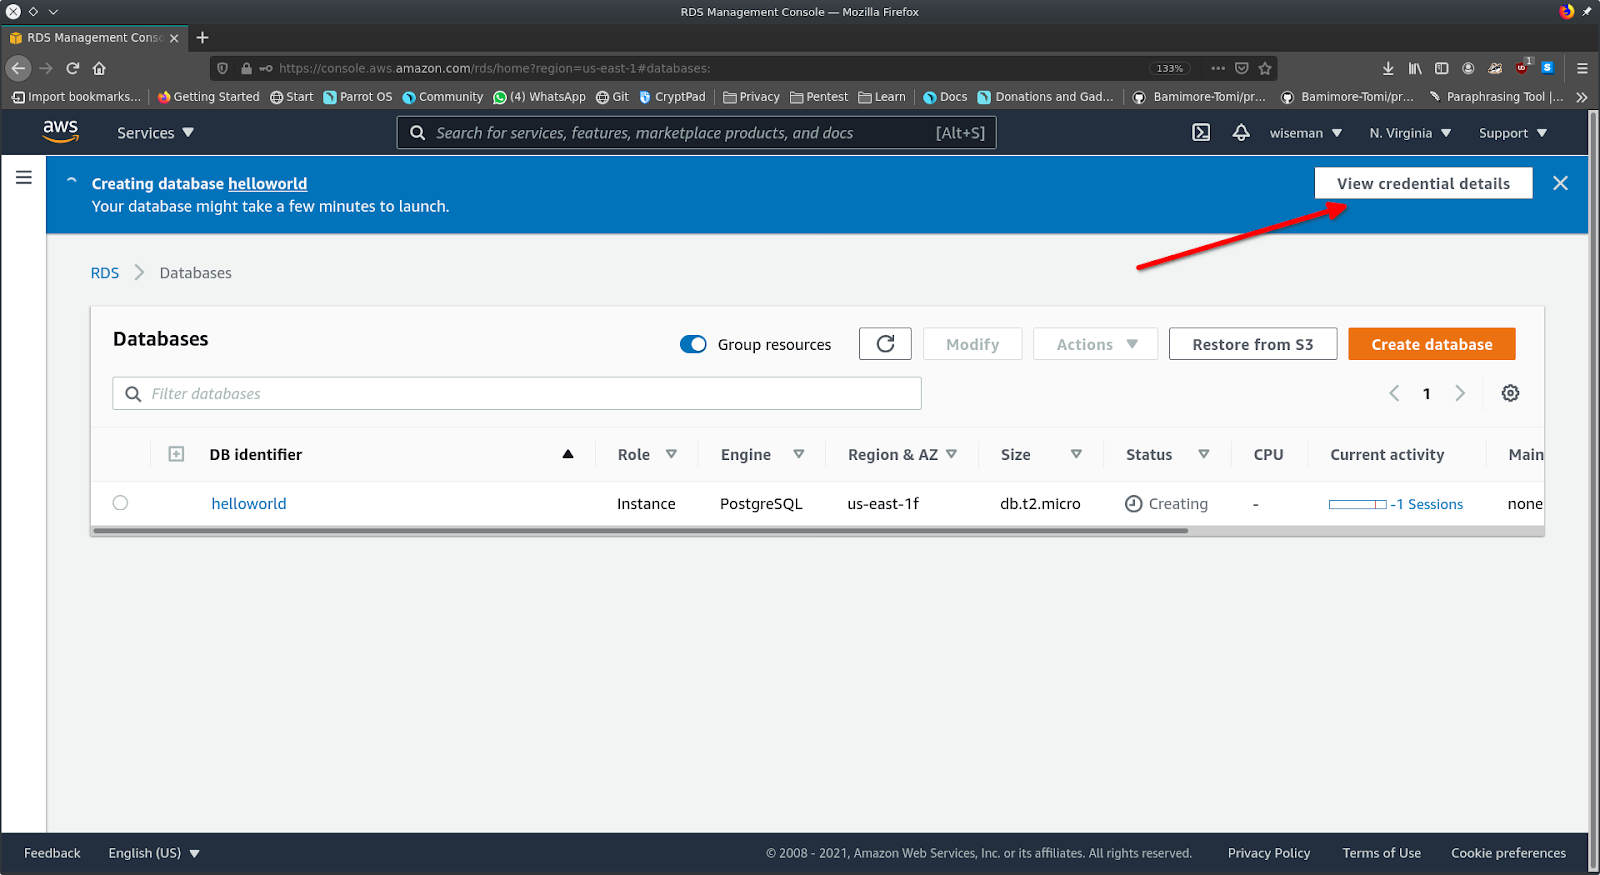 RDS Management Console — Mozilla Firefox
RDS Management Conso
https://console.aws.amazon.com/rds/home?region=us-east-1#databases:
133%
1
Import bookmarks...
Getting Started
Start
Parrot OS
Community
(4) WhatsApp
Git
CryptPad
Privacy
Pentest
Learn
Docs
Donations and Gad...
Bamimore-Tomi/pr...
Bamimore-Tomi/pr...
Paraphrasing Tool |...
aws
Services
Search for services, features, marketplace products, and docs
[Alt+S]
wiseman
N. Virginia
Support
Creating database helloworld
Your database might take a few minutes to launch.
View credential details
RDS
Databases
Databases
Group resources
Modify
Actions
Restore from S3
Create database
Filter databases
1
DB identifier
Role
Engine
Region & AZ
Size
Status
CPU
Current activity
Main
helloworld
Instance
PostgreSQL
us-east-1f
db.t2.micro
Creating
-
-1 Sessions
none
Feedback
English (US)
© 2008 - 2021, Amazon Web Services, Inc. or its affiliates. All rights reserved.
Privacy Policy
Terms of Use
Cookie preferences